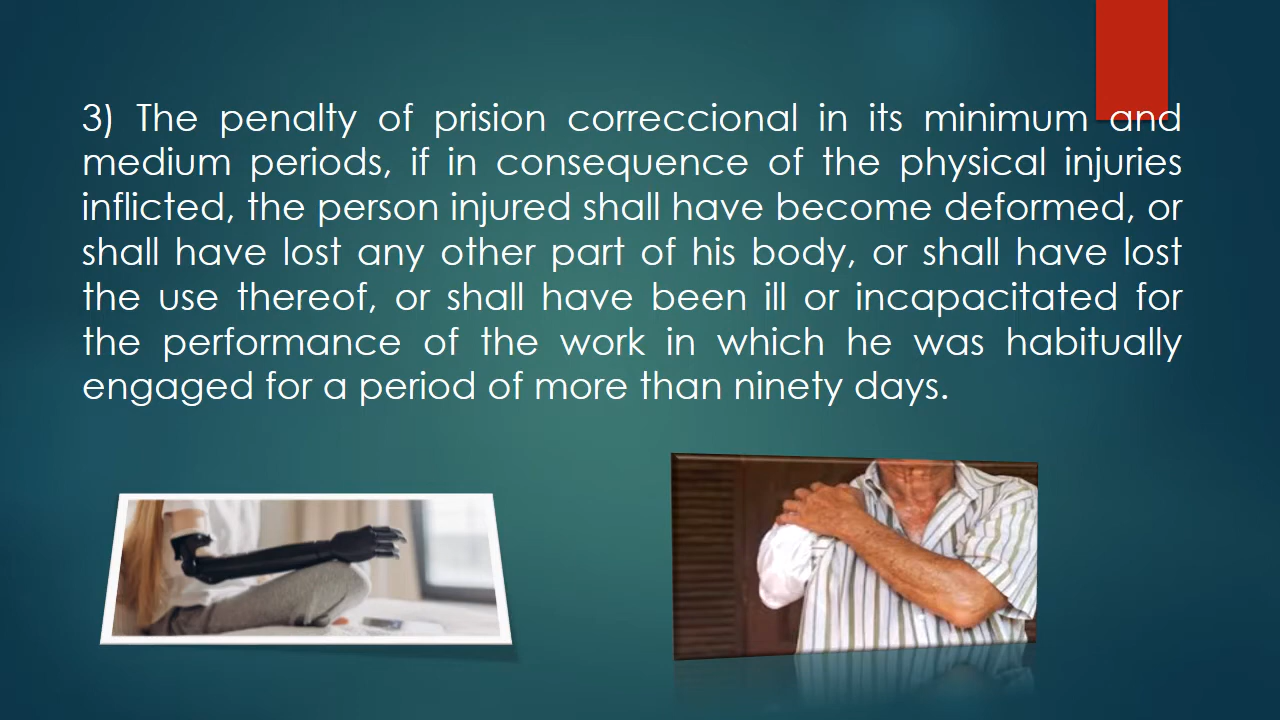 3) The penalty of prision correccional in its minimum and
medium periods, if in consequence of the physical injuries
inflicted, the person injured shall have become deformed, or
shall have lost any other part of his body, or shall have lost
the use thereof, or shall have been ill or incapacitated for
the performance of the work in which he was habitually
engaged for a period of more than ninety days.